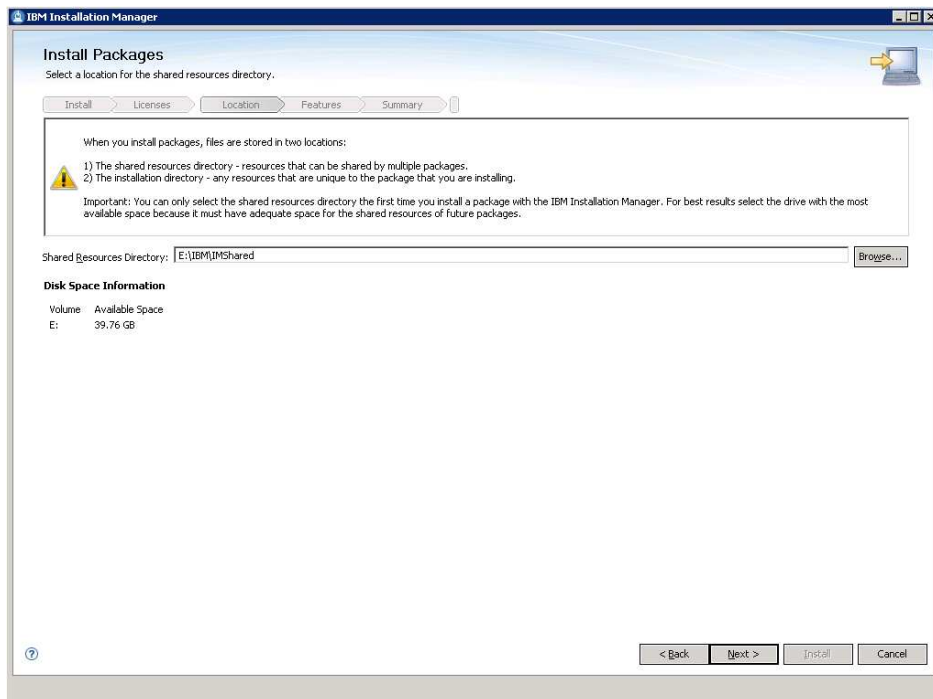 IBM Installation Manager
Install Packages
Select a location for the shared resources directory.
Install Licenses Location Features Summary
When you install packages, files are stored in two locations:
1) The shared resources directory - resources that can be shared by multiple packages.
2) The installation directory - any resources that are unique to the package that you are installing.
Important: You can only select the shared resources directory the first time you install a package with the IBM Installation Manager. For best results select the drive with the most
available space because it must have adequate space for the shared resources of future packages.
Shared Resources Directory: E:\IBM\IMShared Browse...
Disk Space Information
Volume Available Space
E: 39.76 GB
? < Back Next > Install Cancel